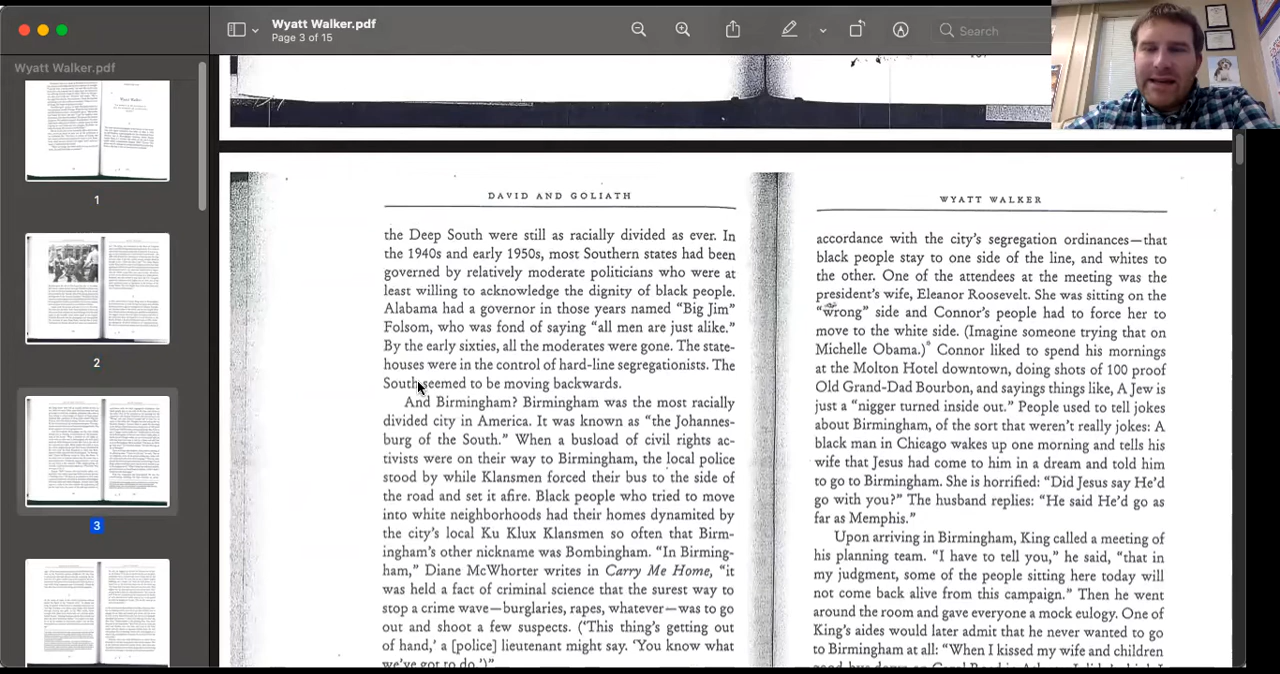 Wyatt Walker.pdf
Page 3 of 15
Search
Wyatt Walker.pdf
1
2
3
DAVID AND GOLIATH
the Deep South were still as racially divided as ever. In
the 1940s and early 1950s, most southern states had been
governed by relatively moderate politicians who were at
least willing to acknowledge the dignity of black people.
Alabama had a governor in those years named “Big Jim”
Folsom, who was fond of saying “all men are just alike.”
By the early sixties, all the moderates were gone. The state-
houses were in the control of hard-line segregationists. The
South seemed to be moving backwards.
And Birmingham? Birmingham was the most racially
divided city in America. It was known as “the Johannes-
burg of the South.” When a busload of civil rights ac-
tivists were on their way to Birmingham, the local police
stood by while Klansmen forced their bus to the side of
the road and set it afire. Black people who tried to move
into white neighborhoods had their homes dynamited by
the city’s local Ku Klux Klansmen so often that Birm-
ingham’s other nickname was Bombingham. “In Birming-
ham,” Diane McWhorter writes in Carry Me Home, “it
was held a fact of criminal science that the surest way to
stop a crime wave—burglaries, rapes, whatever—was to go
out and shoot a few suspects. (‘This thing’s getting out
of hand,’ a [police] lieutenant might say. ‘You know what
we’ve got to do.’)”
WYATT WALKER
accordance with the city’s segregation ordinances—that
black people stay to one side of the line, and whites to
the other. One of the attendees at the meeting was the
president’s wife, Eleanor Roosevelt. She was sitting on the
“wrong” side and Connor’s people had to force her to
move to the white side. (Imagine someone trying that on
Michelle Obama.)* Connor liked to spend his mornings
at the Molton Hotel downtown, doing shots of 100 proof
Old Grand-Dad Bourbon, and sayings things like, A Jew is
just a “nigger turned inside out.” People used to tell jokes
about Birmingham, of the sort that weren’t really jokes: A
black man in Chicago wakes up one morning and tells his
wife that Jesus had come to him in a dream and told him
to go to Birmingham. She is horrified: “Did Jesus say He’d
go with you?” The husband replies: “He said He’d go as
far as Memphis.”
Upon arriving in Birmingham, King called a meeting of
his planning team. “I have to tell you,” he said, “that in
my judgment, some of the people sitting here today will
not come back alive from this campaign.” Then he went
around the room and gave everyone a mock eulogy. One of
King’s aides would later admit that he never wanted to go
to Birmingham at all: “When I kissed my wife and children